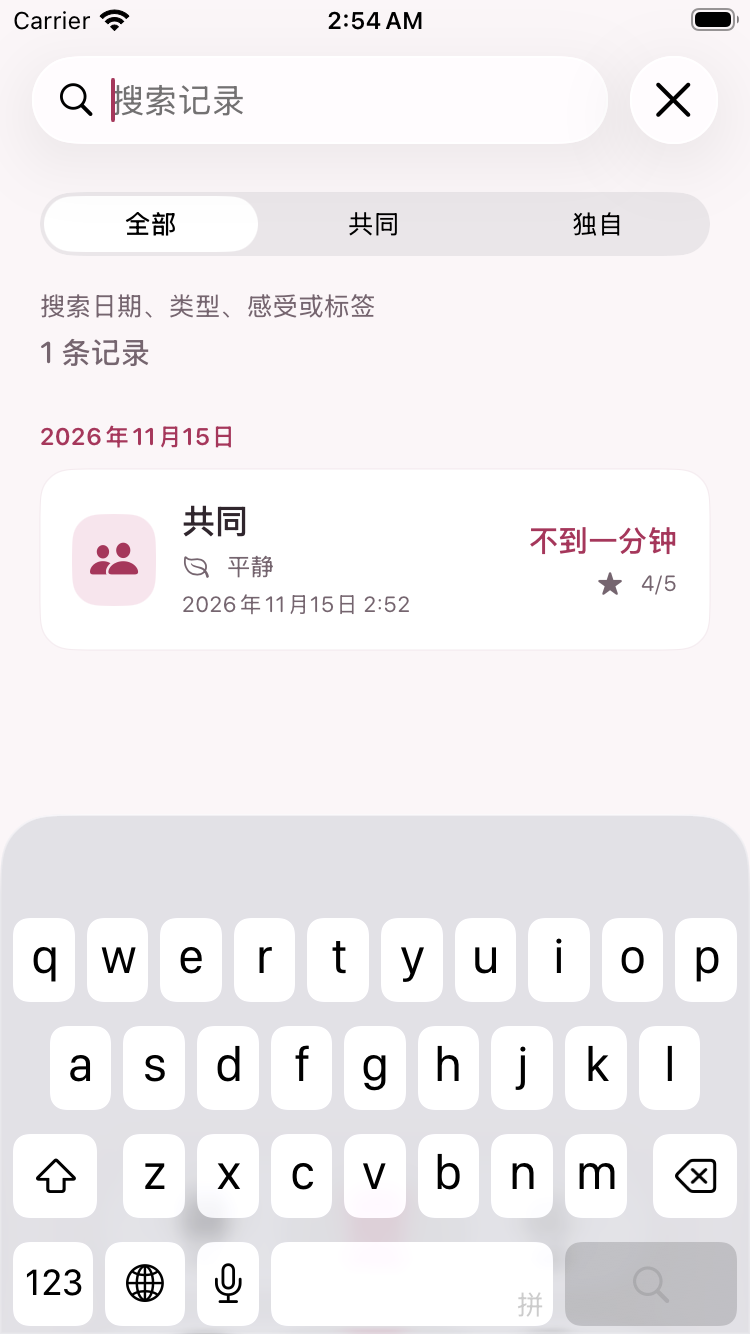 Carrier 2:54 AM
搜索记录
全部 共同 独自
搜索日期、类型、感受或标签
1 条记录
2026年11月15日
共同
不到一分钟
平静
4/5
2026年11月15日 2:52
q w e r t y u i o p
a s d f g h j k l
z x c v b n m
123
拼